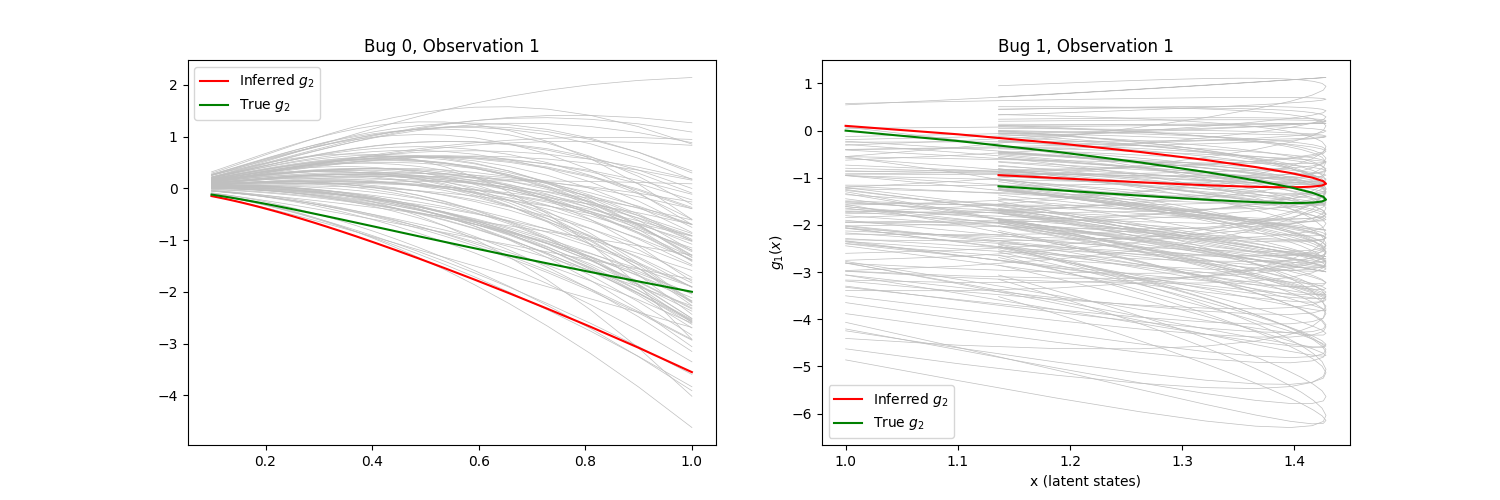 Bug 0, Observation 1
Inferred g₂
True g₂
2
1
0
−1
−2
−3
−4
0.2 0.4 0.6 0.8 1.0
Bug 1, Observation 1
1
0
−1
−2
−3
−4
−5
−6
g₁(x)
Inferred g₂
True g₂
1.0 1.1 1.2 1.3 1.4
x (latent states)